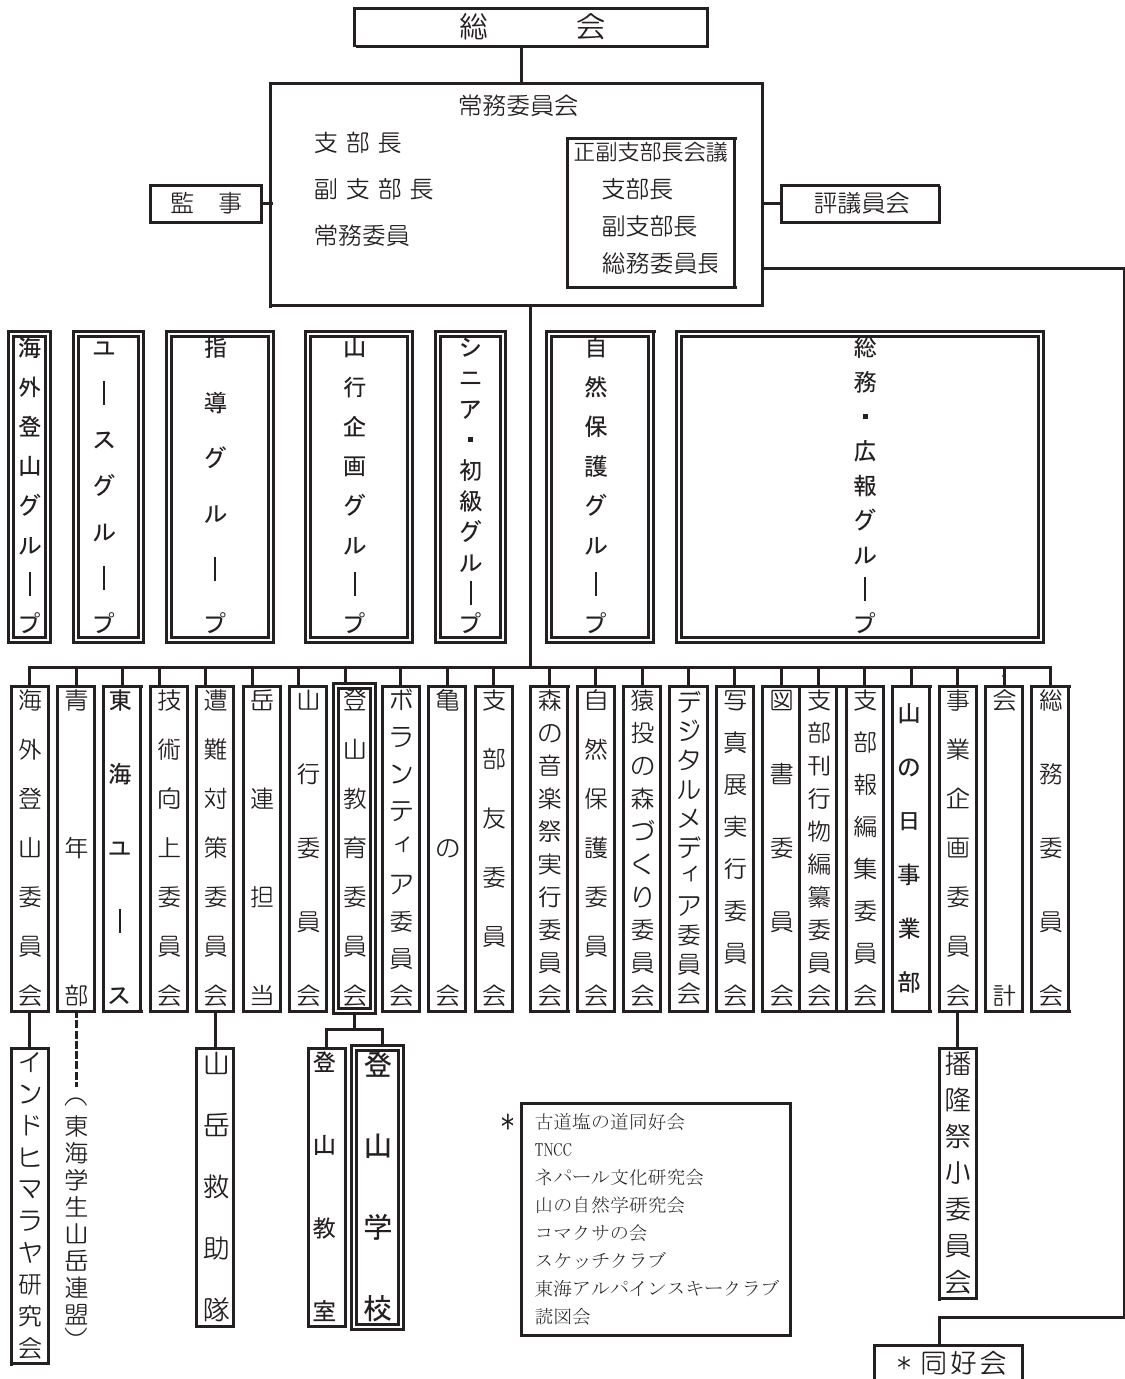 総　会
常務委員会
支部長
副支部長
常務委員
正副支部長会議
支部長
副支部長
総務委員長
監　事
評議員会
海外登山グループ
ユースグループ
指導グループ
山行企画グループ
シニア・初級グループ
自然保護グループ
総務・広報グループ
海外登山委員会
青年部
東海ユース
技術向上委員会
遭難対策委員会
岳連担当
山行委員会
登山教育委員会
ボランティア委員会
亀の会
支部友委員会
森の音楽祭実行委員会
自然保護委員会
猿投の森づくり委員会
デジタルメディア委員会
写真展実行委員会
図書委員会
支部刊行物編纂委員会
支部報編集委員会
山の日事業部
事業企画委員会
会計
総務委員会
インドヒマラヤ研究会
（東海学生山岳連盟）
山岳救助隊
登山教室
登山学校
播隆祭小委員会
*
古道塩の道同好会
TNCC
ネパール文化研究会
山の自然学研究会
コマクサの会
スケッチクラブ
東海アルパインスキークラブ
読図会
*同好会